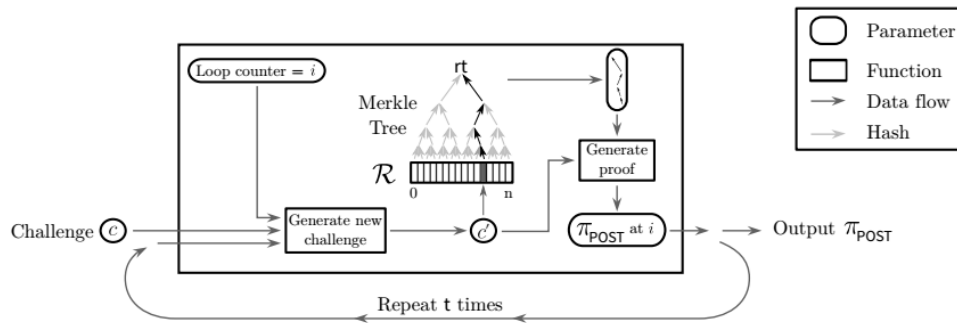 Loop counter = i
rt
Merkle
Tree
ℛ
0
n
Generate
proof
Challenge c
Generate new
challenge
c′
π_POST at i
Output π_POST
Repeat t times
Parameter
Function
Data flow
Hash